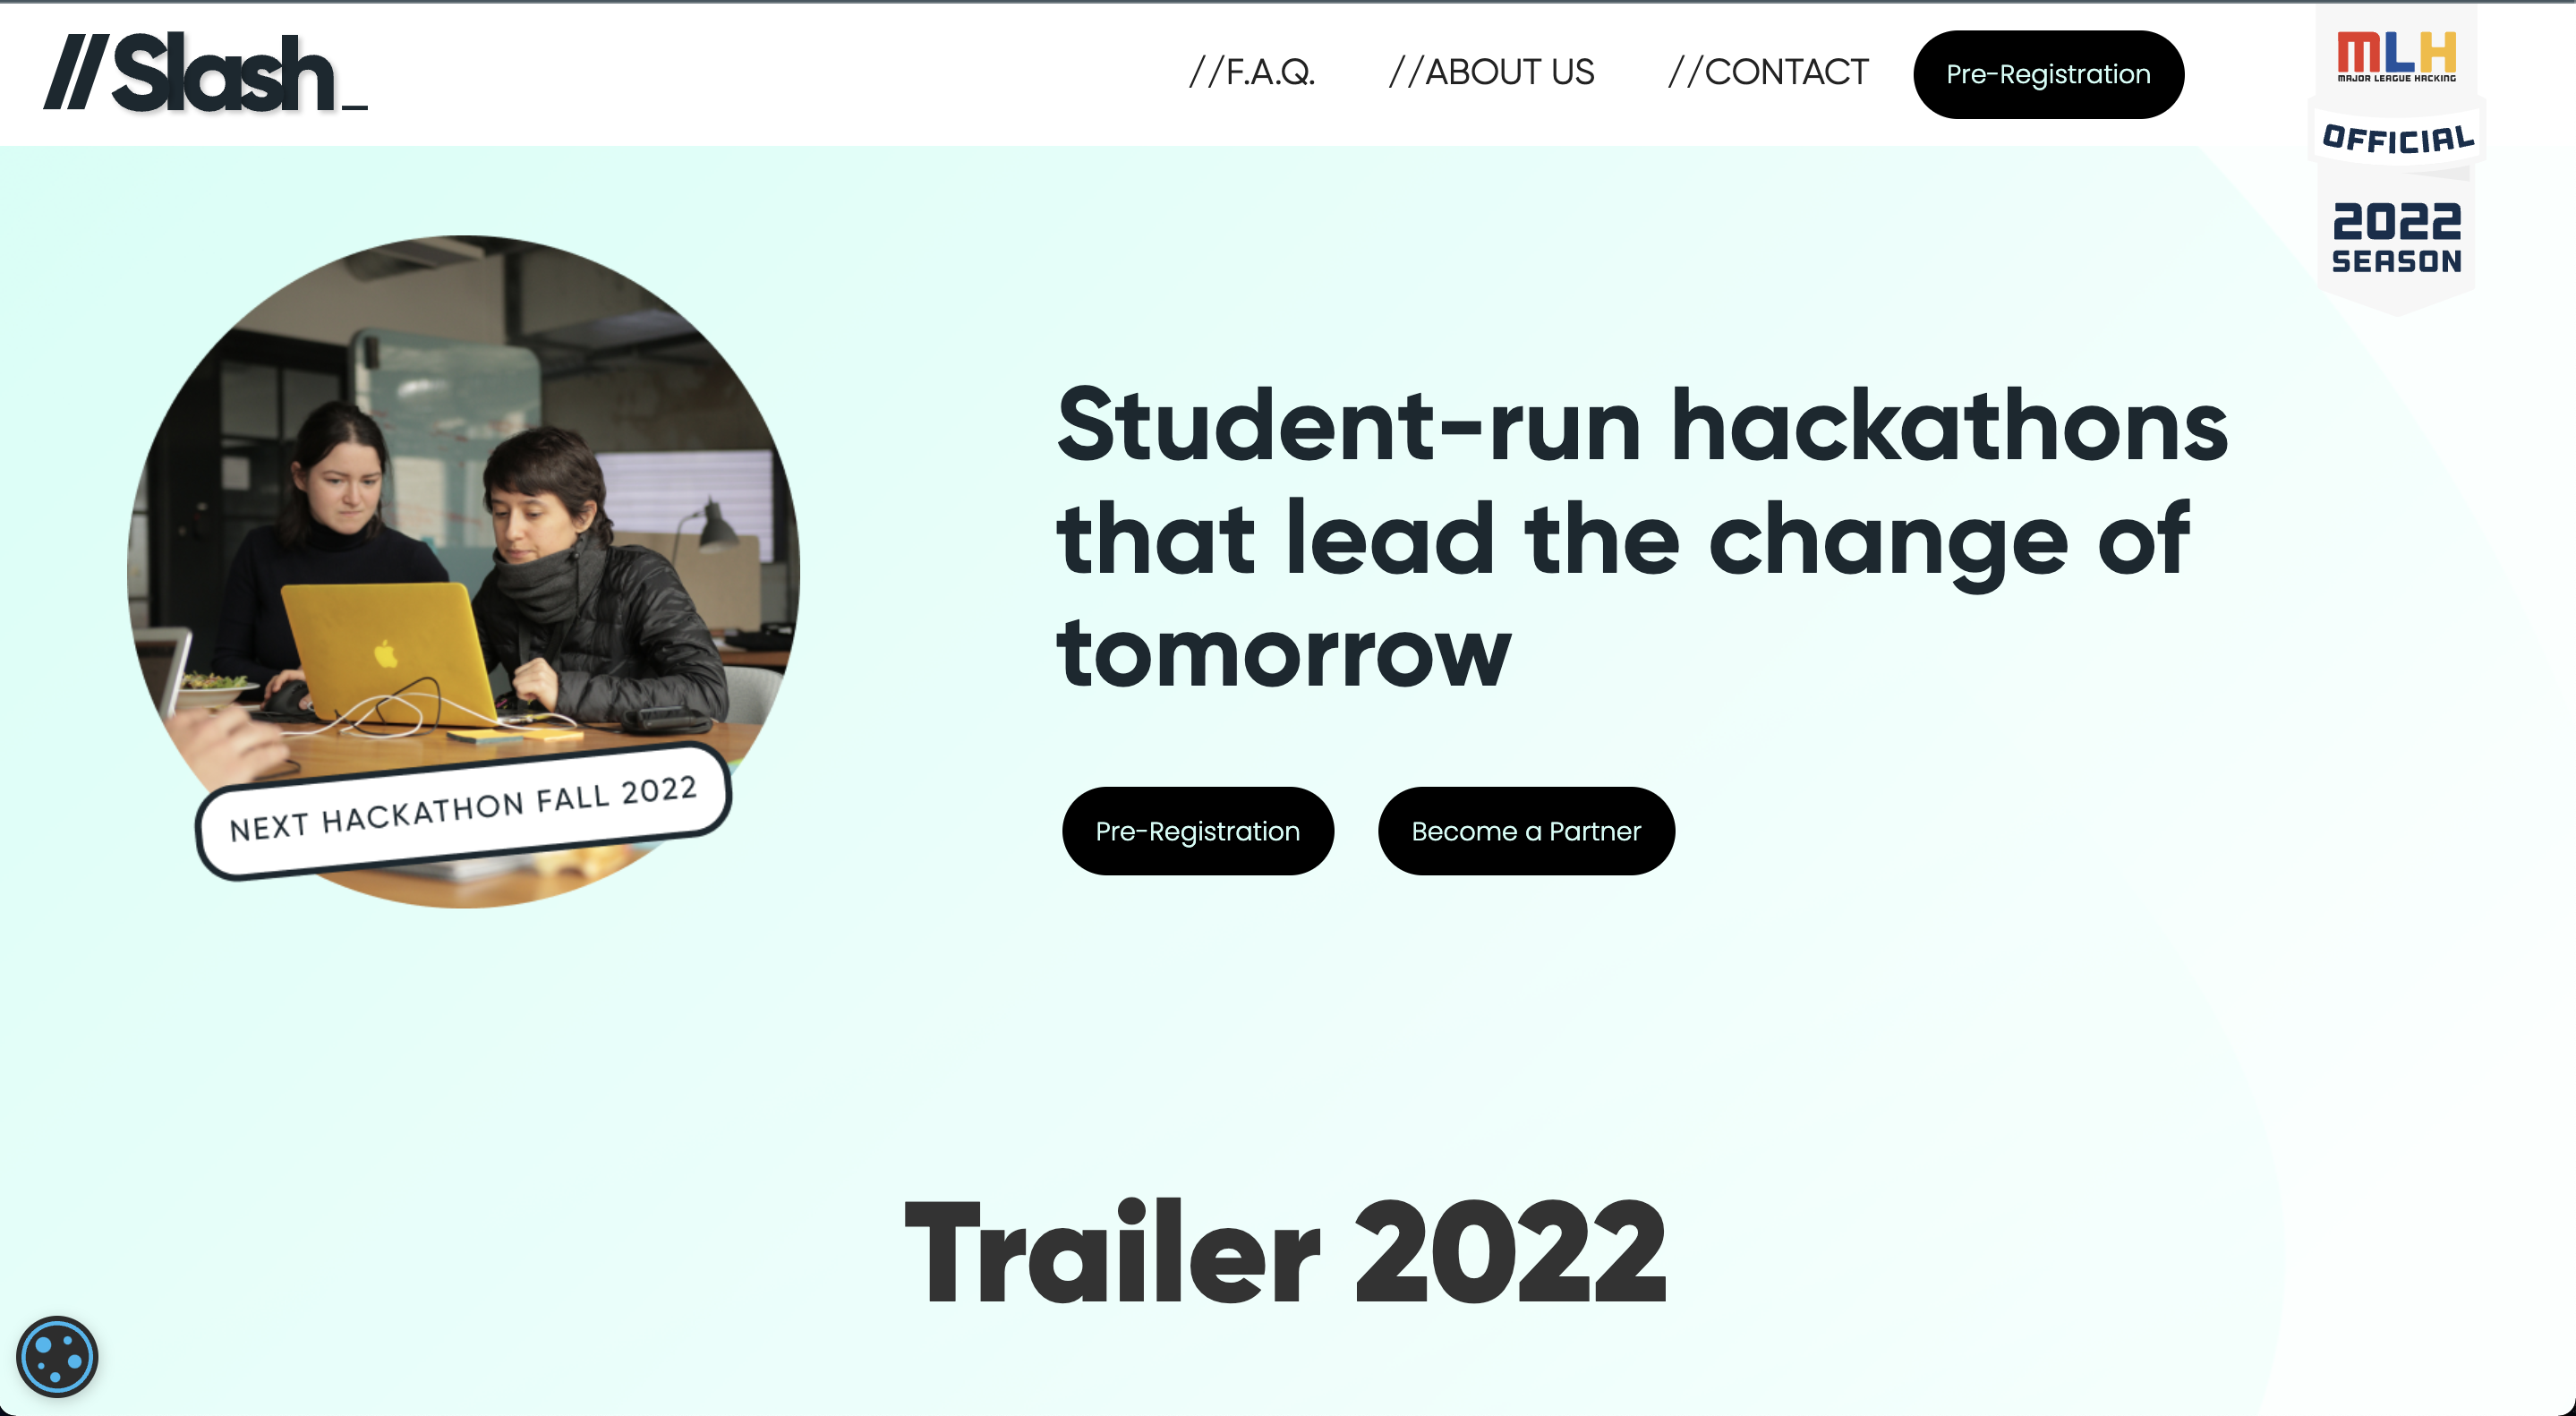 //Slash_
//F.A.Q.
//ABOUT US
//CONTACT
Pre-Registration
MLH
MAJOR LEAGUE HACKING
OFFICIAL
2022
SEASON
Student-run hackathons
that lead the change of
tomorrow
NEXT HACKATHON FALL 2022
Pre-Registration
Become a Partner
Trailer 2022